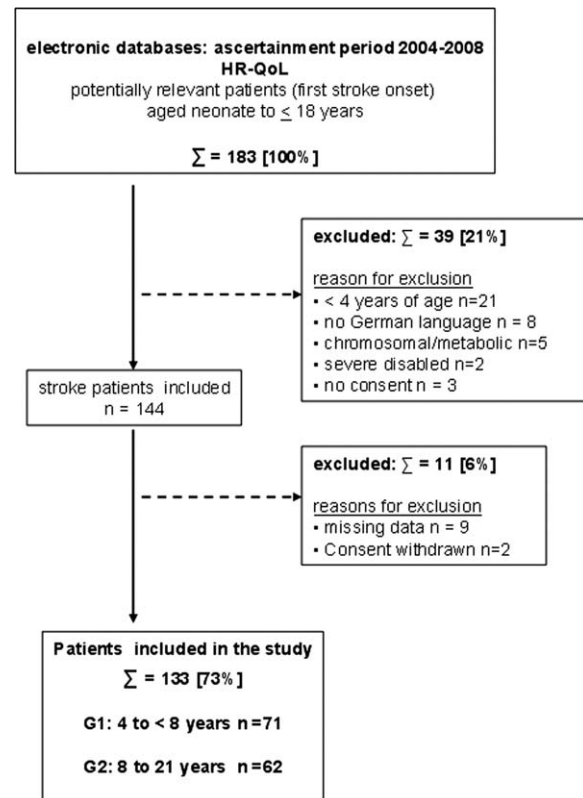 electronic databases: ascertainment period 2004-2008
HR-QoL
potentially relevant patients (first stroke onset)
aged neonate to ≤ 18 years
∑ = 183 [100%]
excluded: ∑ = 39 [21%]
reason for exclusion
• < 4 years of age n=21
• no German language n = 8
• chromosomal/metabolic n=5
• severe disabled n=2
• no consent n = 3
stroke patients included
n = 144
excluded: ∑ = 11 [6%]
reasons for exclusion
• missing data n = 9
• Consent withdrawn n=2
Patients included in the study
∑ = 133 [73%]
G1: 4 to < 8 years n=71
G2: 8 to 21 years n=62